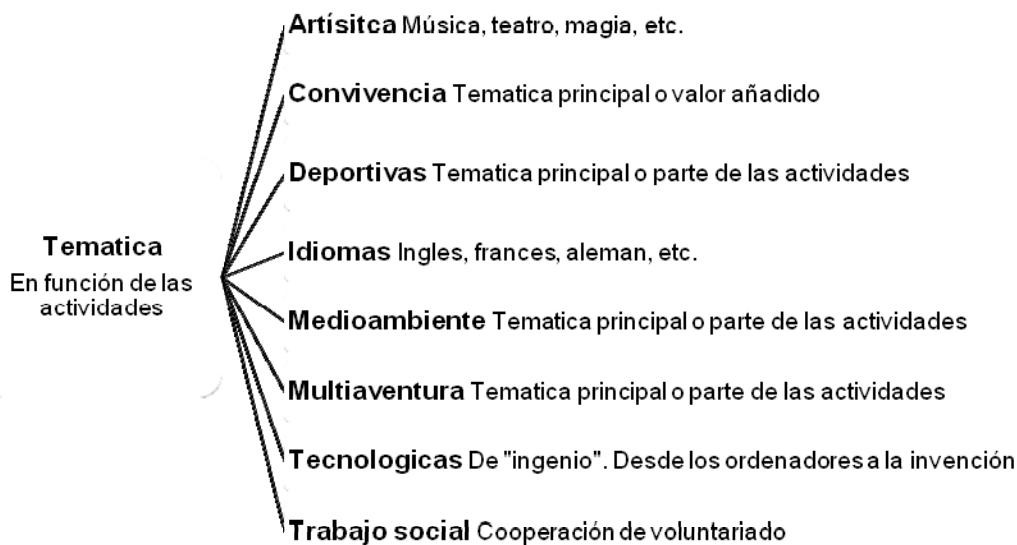 Artísitca Música, teatro, magia, etc.
Convivencia Tematica principal o valor añadido
Deportivas Tematica principal o parte de las actividades
Tematica
En función de las
actividades
Idiomas Ingles, frances, aleman, etc.
Medioambiente Tematica principal o parte de las actividades
Multiaventura Tematica principal o parte de las actividades
Tecnologicas De "ingenio". Desde los ordenadores a la invención
Trabajo social Cooperación de voluntariado